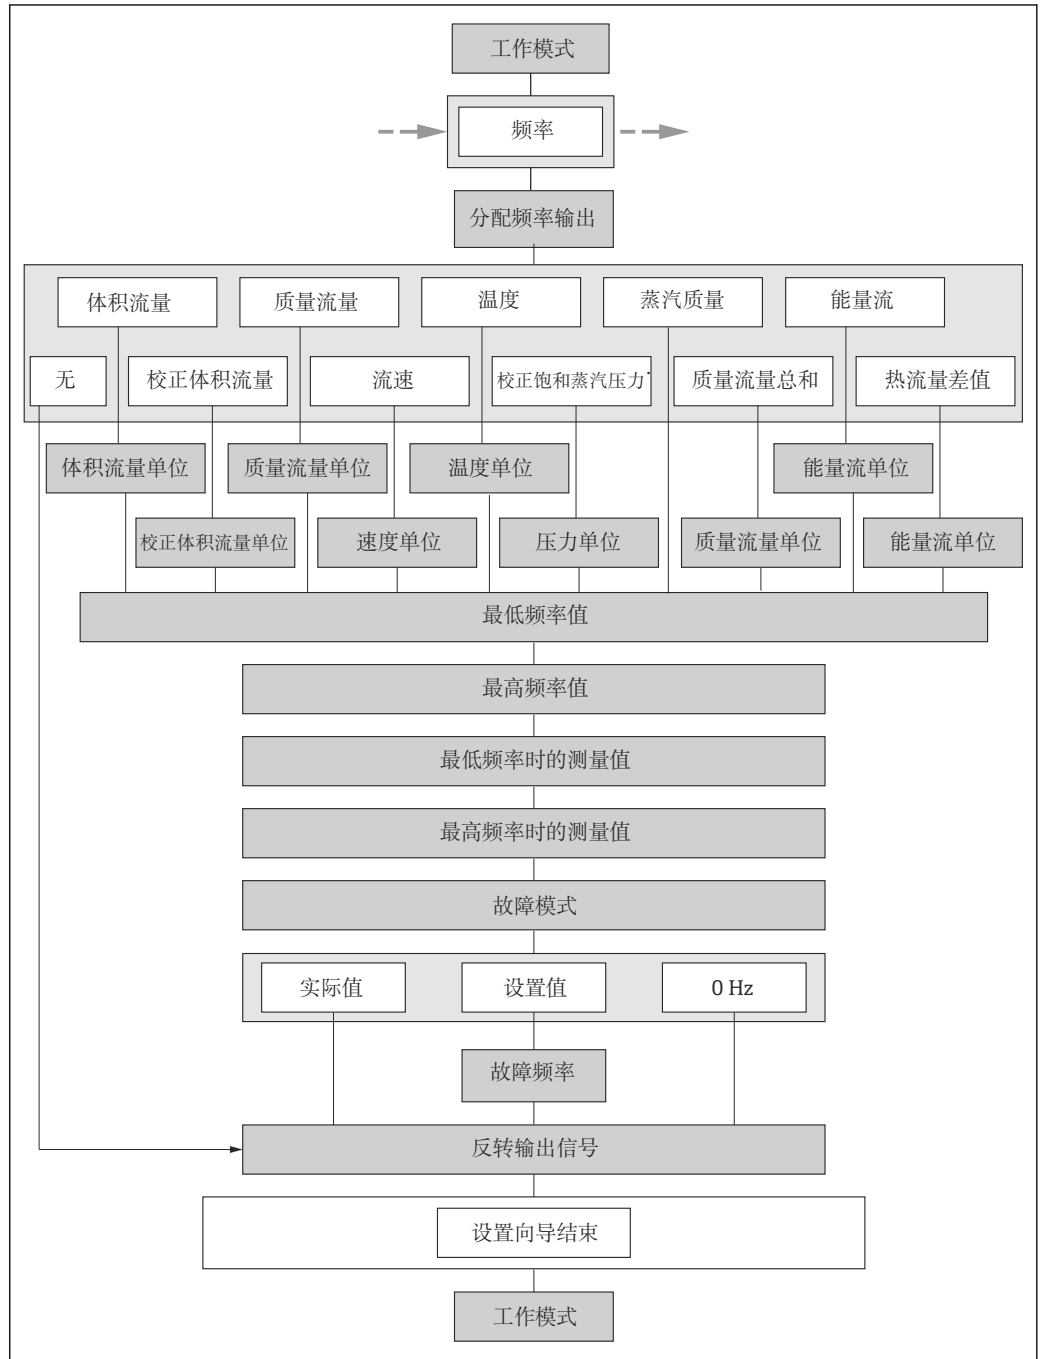 工作模式
频率
分配频率输出
体积流量
质量流量
温度
蒸汽质量
能量流
无
校正体积流量
流速
校正饱和蒸汽压力*
质量流量总和
热流量差值
体积流量单位
质量流量单位
温度单位
能量流单位
校正体积流量单位
速度单位
压力单位
质量流量单位
能量流单位
最低频率值
最高频率值
最低频率时的测量值
最高频率时的测量值
故障模式
实际值
设置值
0 Hz
故障频率
反转输出信号
设置向导结束
工作模式